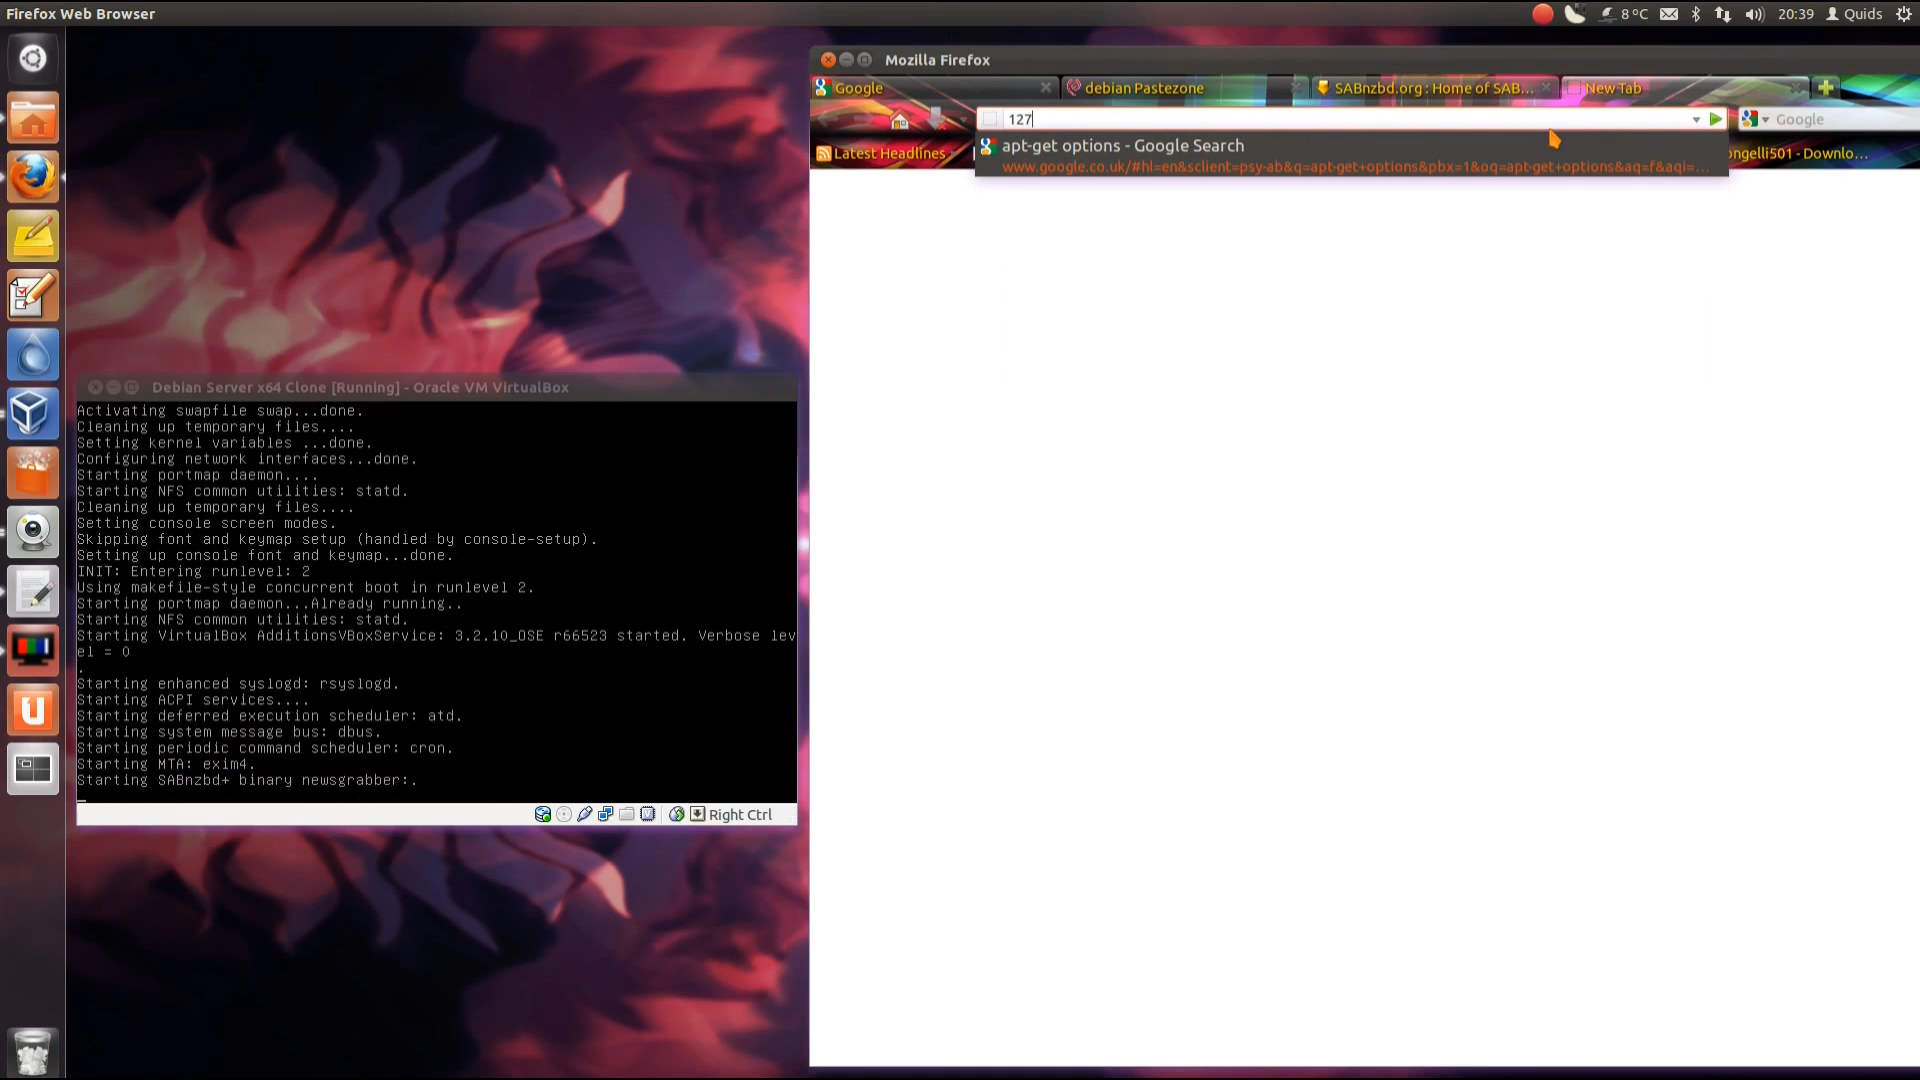 Firefox Web Browser
8°C
20:39
Quids
Mozilla Firefox
Google
debian Pastezone
SABnzbd.org : Home of SAB...
New Tab
127
Google
apt-get options - Google Search
www.google.co.uk/#hl=en&sclient=psy-ab&q=apt-get+options&pbx=1&oq=apt-get+options&aq=f&aqi=...
Latest Headlines
ongelli501 - Downlo...
Debian Server x64 Clone [Running] - Oracle VM VirtualBox
Activating swapfile swap...done.
Cleaning up temporary files....
Setting kernel variables ...done.
Configuring network interfaces...done.
Starting portmap daemon....
Starting NFS common utilities: statd.
Cleaning up temporary files....
Setting console screen modes.
Skipping font and keymap setup (handled by console-setup).
Setting up console font and keymap...done.
INIT: Entering runlevel: 2
Using makefile-style concurrent boot in runlevel 2.
Starting portmap daemon...Already running..
Starting NFS common utilities: statd.
Starting VirtualBox AdditionsVBoxService: 3.2.10_OSE r66523 started. Verbose lev
el = 0
.
Starting enhanced syslogd: rsyslogd.
Starting ACPI services....
Starting deferred execution scheduler: atd.
Starting system message bus: dbus.
Starting periodic command scheduler: cron.
Starting MTA: exim4.
Starting SABnzbd+ binary newsgrabber:.
Right Ctrl